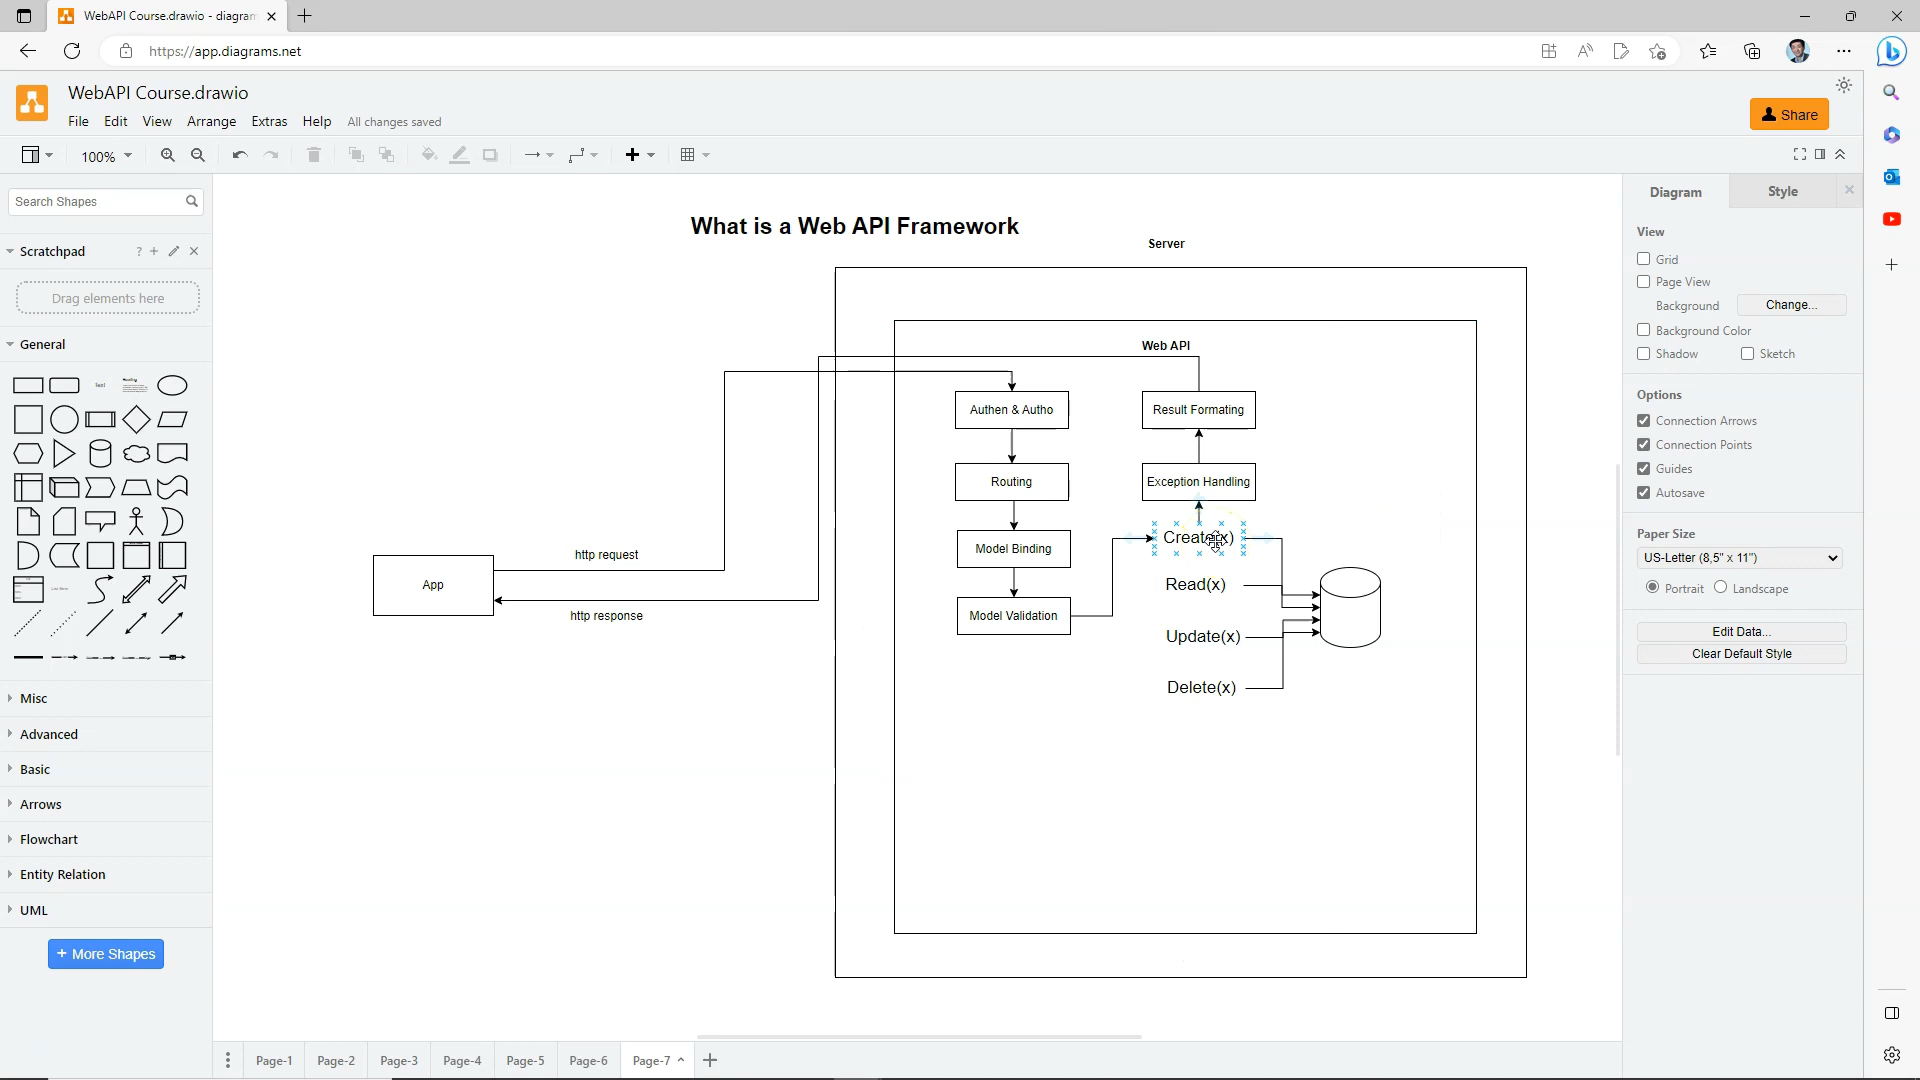 WebAPI Course.drawio - diagram
https://app.diagrams.net
WebAPI Course.drawio
File Edit View Arrange Extras Help All changes saved
Share
100%
Search Shapes
Scratchpad
?
Drag elements here
General
Misc
Advanced
Basic
Arrows
Flowchart
Entity Relation
UML
+ More Shapes
What is a Web API Framework
Server
Web API
Authen & Autho
Result Formating
Routing
Exception Handling
Model Binding
Create(x)
App
http request
Read(x)
http response
Model Validation
Update(x)
Delete(x)
Diagram
Style
View
Grid
Page View
Background
Change...
Background Color
Shadow
Sketch
Options
Connection Arrows
Connection Points
Guides
Autosave
Paper Size
US-Letter (8,5" x 11")
Portrait
Landscape
Edit Data...
Clear Default Style
Page-1
Page-2
Page-3
Page-4
Page-5
Page-6
Page-7